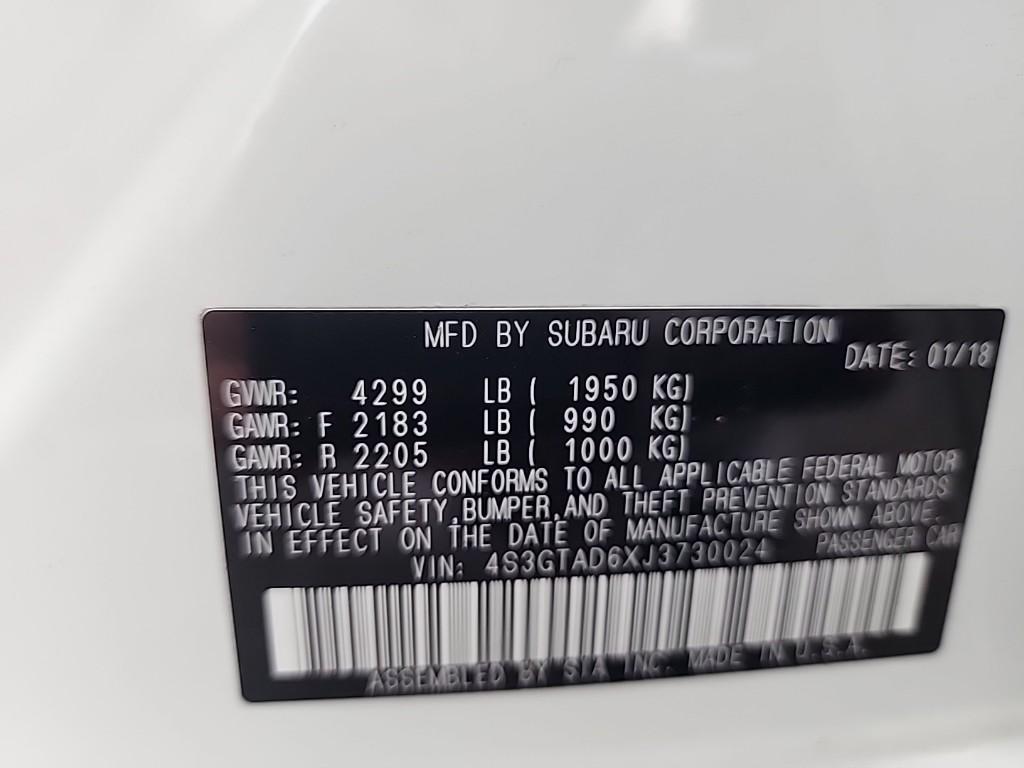 MFD BY SUBARU CORPORATION
DATE: 01/18
GVWR: 4299 LB ( 1950 KG)
GAWR: F 2183 LB ( 990 KG)
GAWR: R 2205 LB ( 1000 KG)
THIS VEHICLE CONFORMS TO ALL APPLICABLE FEDERAL MOTOR
VEHICLE SAFETY,BUMPER,AND THEFT PREVENTION STANDARDS
IN EFFECT ON THE DATE OF MANUFACTURE SHOWN ABOVE.
VIN: 4S3GTAD6XJ3730024 PASSENGER CAR
ASSEMBLED BY SIA INC. MADE IN U.S.A.